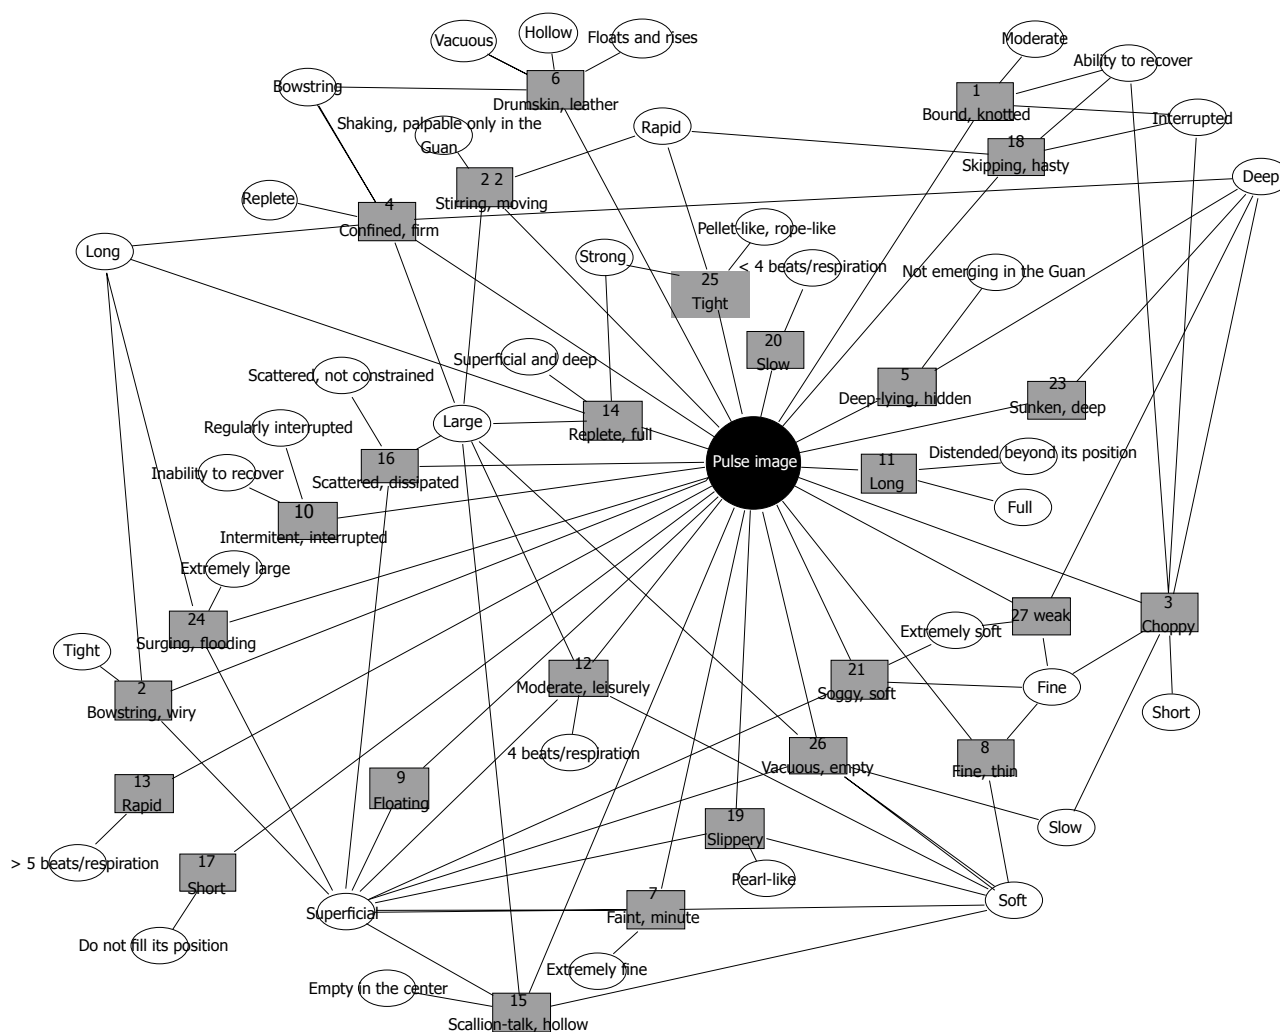 Hollow
Vacuous
Floats and rises
Moderate
Ability to recover
6
Drumskin, leather
Bowstring
1
Bound, knotted
Interrupted
Shaking, palpable only in the
Guan
Rapid
18
Skipping, hasty
Deep
2 2
Stirring, moving
Replete
4
Confined, firm
Pellet-like, rope-like
Long
Strong
< 4 beats/respiration
Not emerging in the Guan
25
Tight
20
Slow
Superficial and deep
Scattered, not constrained
5
Deep-lying, hidden
23
Sunken, deep
14
Replete, full
Large
Regularly interrupted
16
Scattered, dissipated
Pulse image
11
Long
Distended beyond its position
Inability to recover
Full
10
Intermitent, interrupted
Extremely large
24
Surging, flooding
27 weak
3
Choppy
Extremely soft
Tight
12
Moderate, leisurely
21
Soggy, soft
Fine
2
Bowstring, wiry
Short
4 beats/respiration
26
Vacuous, empty
8
Fine, thin
13
Rapid
9
Floating
19
Slippery
Slow
> 5 beats/respiration
17
Short
Pearl-like
7
Faint, minute
Soft
Superficial
Do not fill its position
Extremely fine
Empty in the center
15
Scallion-talk, hollow